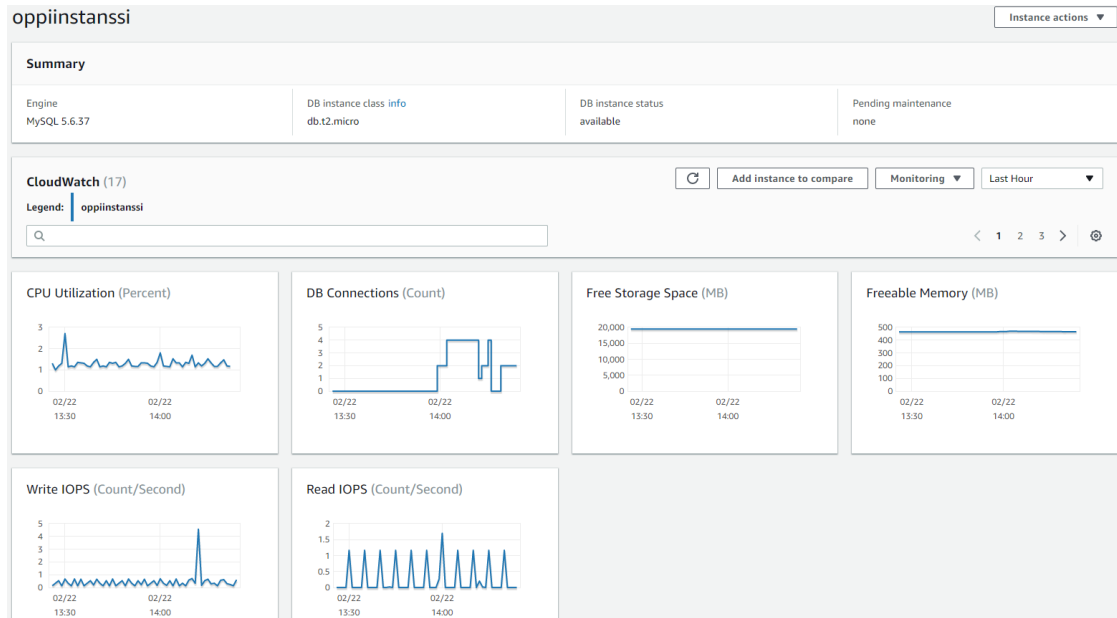 oppiinstanssi
Instance actions
Summary
Engine
MySQL 5.6.37
DB instance class info
db.t2.micro
DB instance status
available
Pending maintenance
none
CloudWatch (17)
Add instance to compare
Monitoring
Last Hour
Legend: oppiinstanssi
1 2 3
CPU Utilization (Percent)
3
2
1
0
02/22 02/22
13:30 14:00
DB Connections (Count)
5
4
3
2
1
0
02/22 02/22
13:30 14:00
Free Storage Space (MB)
20,000
15,000
10,000
5,000
0
02/22 02/22
13:30 14:00
Freeable Memory (MB)
500
400
300
200
100
0
02/22 02/22
13:30 14:00
Write IOPS (Count/Second)
5
4
3
2
1
0
02/22 02/22
13:30 14:00
Read IOPS (Count/Second)
2
1.5
1
0.5
0
02/22 02/22
13:30 14:00